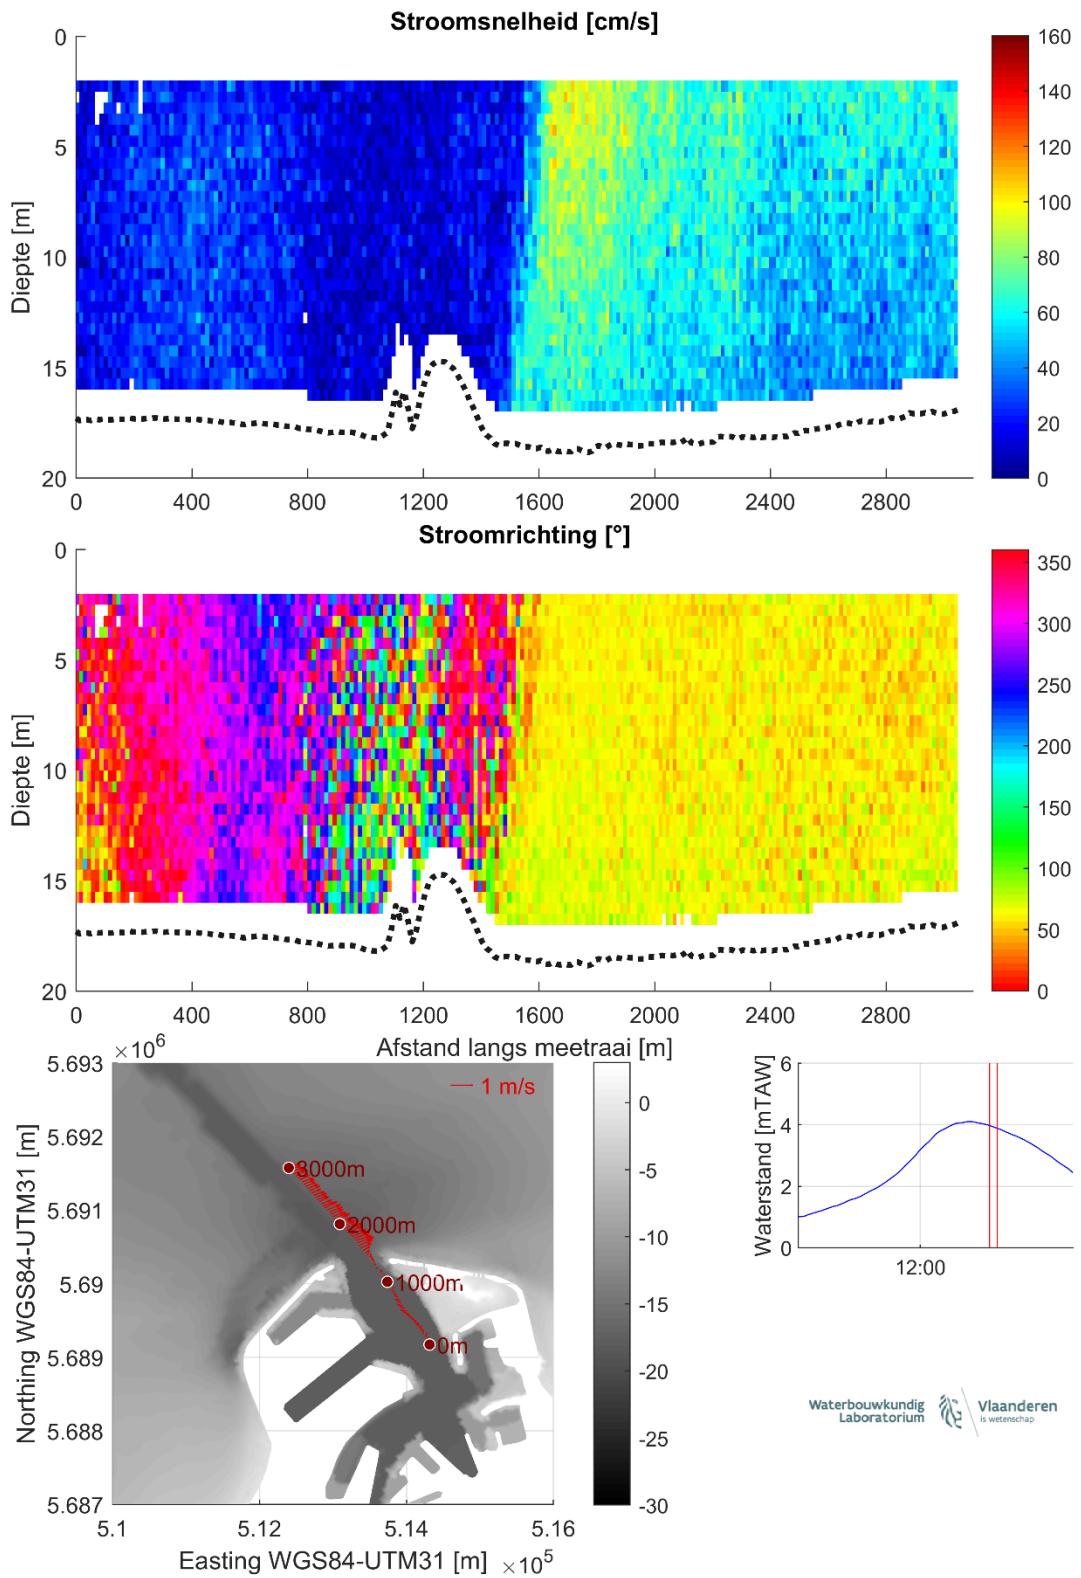 Stroomsnelheid [cm/s]
0
5
10
15
20
Diepte [m]
0 400 800 1200 1600 2000 2400 2800
160
140
120
100
80
60
40
20
0
Stroomrichting [°]
0
5
10
15
20
Diepte [m]
0 400 800 1200 1600 2000 2400 2800
350
300
250
200
150
100
50
0
Afstand langs meetraai [m]
×10⁶
5.693
5.692
5.691
5.69
5.689
5.688
5.687
Northing WGS84-UTM31 [m]
1 m/s
3000m
2000m
1000m
0m
5.1 5.12 5.14 5.16
Easting WGS84-UTM31 [m] ×10⁵
0
-5
-10
-15
-20
-25
-30
Waterstand [mTAW]
6
4
2
0
12:00
Waterbouwkundig
Laboratorium
Vlaanderen
is wetenschap